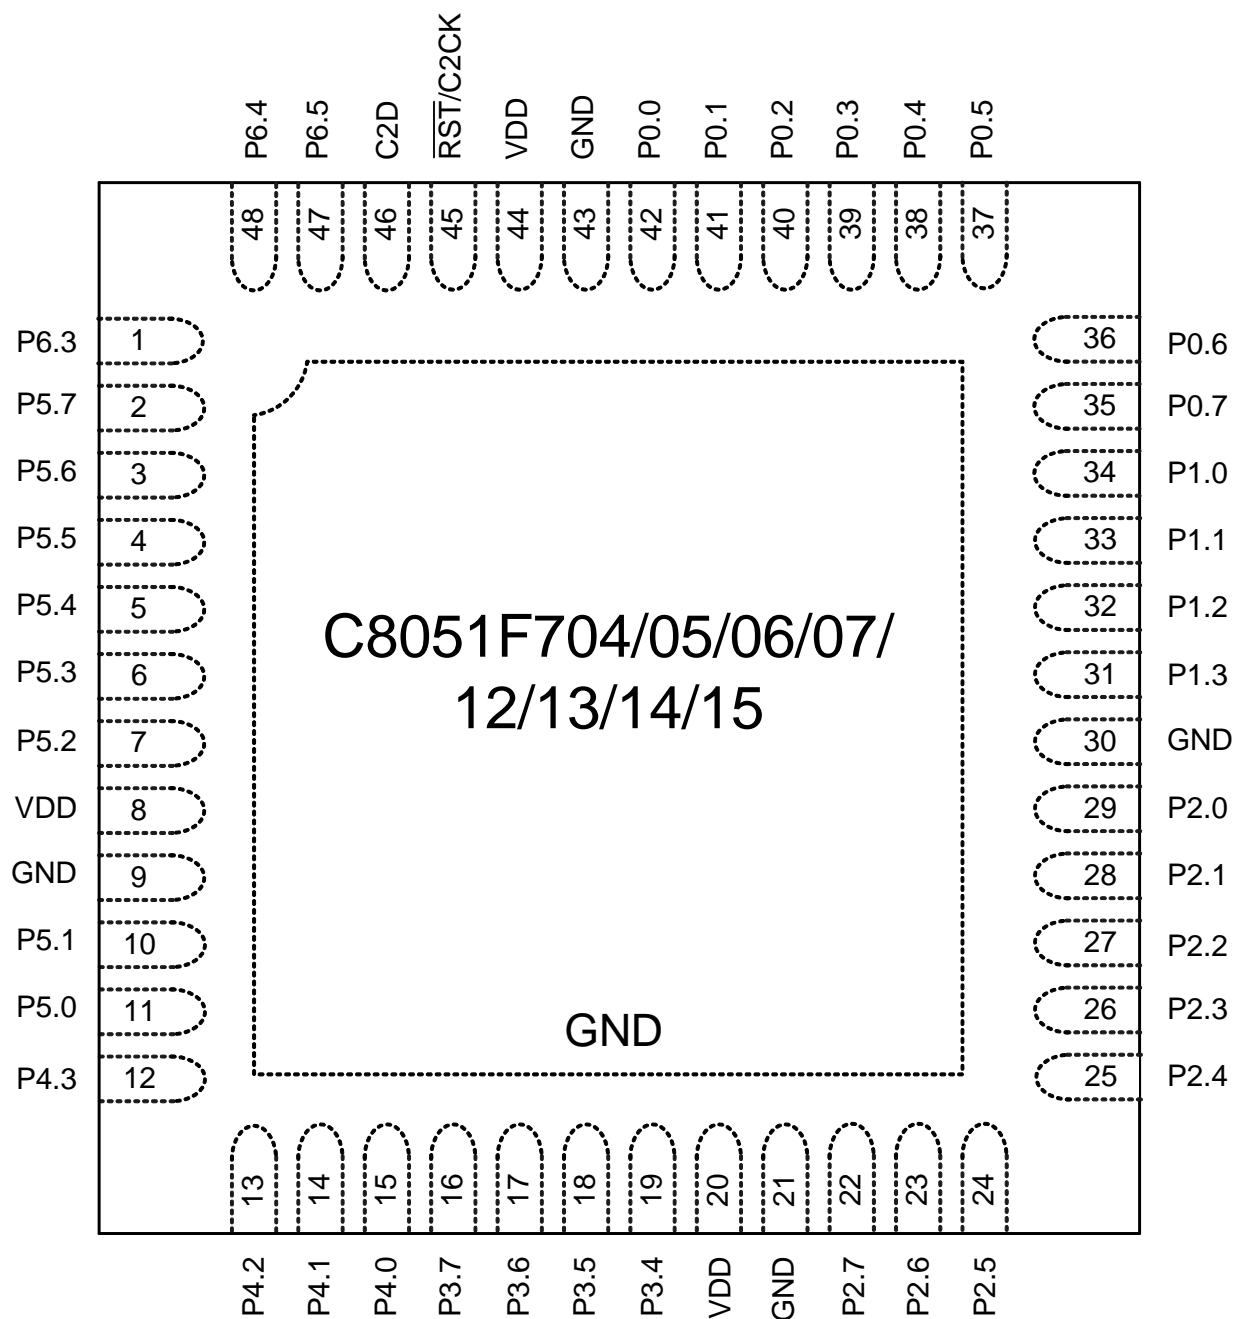 P6.4
P6.5
C2D
RST/C2CK
VDD
GND
P0.0
P0.1
P0.2
P0.3
P0.4
P0.5
48
47
46
45
44
43
42
41
40
39
38
37
P6.3 1
P5.7 2
P5.6 3
P5.5 4
P5.4 5
P5.3 6
P5.2 7
VDD 8
GND 9
P5.1 10
P5.0 11
P4.3 12
C8051F704/05/06/07/
12/13/14/15
GND
36 P0.6
35 P0.7
34 P1.0
33 P1.1
32 P1.2
31 P1.3
30 GND
29 P2.0
28 P2.1
27 P2.2
26 P2.3
25 P2.4
13
14
15
16
17
18
19
20
21
22
23
24
P4.2
P4.1
P4.0
P3.7
P3.6
P3.5
P3.4
VDD
GND
P2.7
P2.6
P2.5